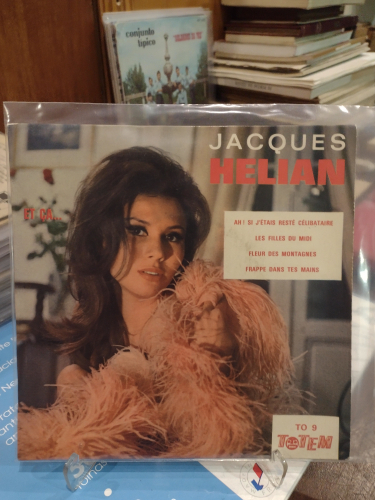 conjunto
típico
JACQUES
HELIAN
AH! SI J'ÉTAIS RESTÉ CÉLIBATAIRE
LES FILLES DU MIDI
FLEUR DES MONTAGNES
FRAPPE DANS TES MAINS
TO 9
TOTEM